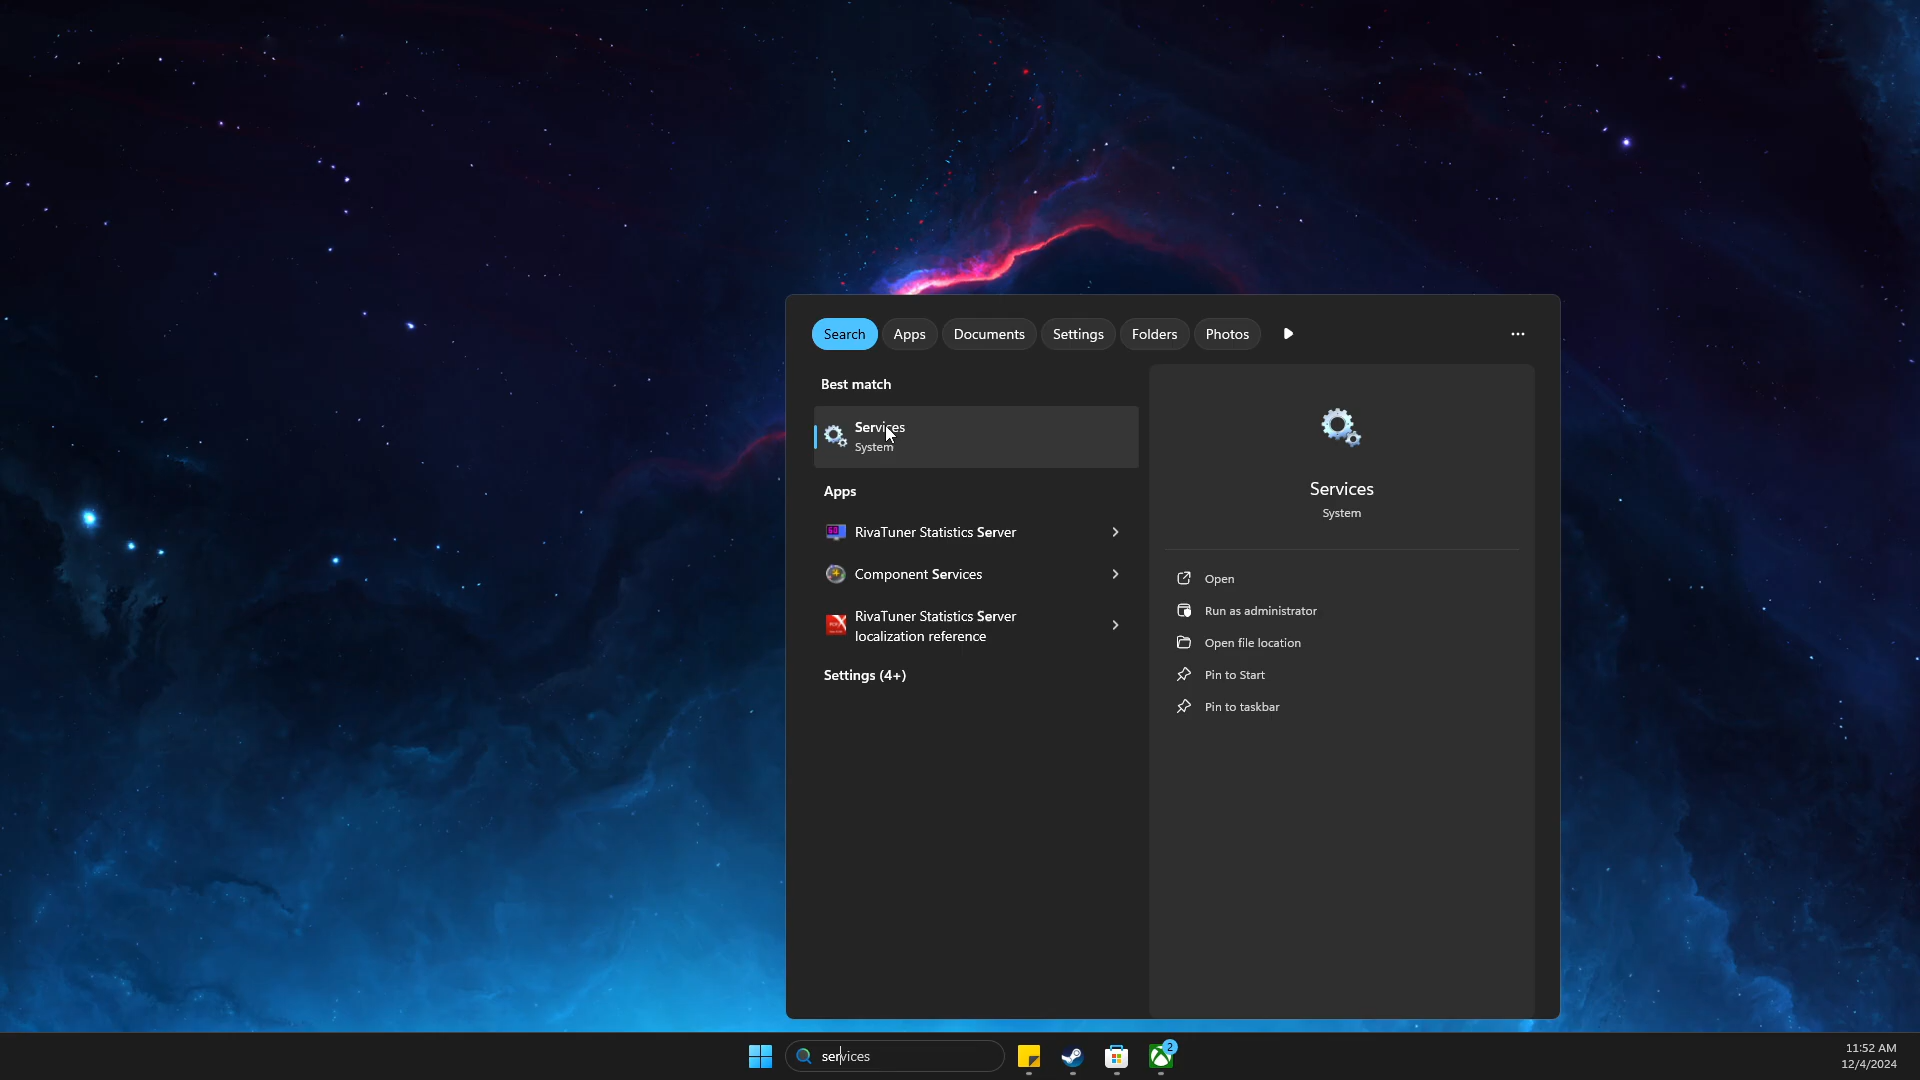 Search
Apps
Documents
Settings
Folders
Photos
Best match
Services
System
Apps
RivaTuner Statistics Server
Component Services
RivaTuner Statistics Server
localization reference
Settings (4+)
Services
System
Open
Run as administrator
Open file location
Pin to Start
Pin to taskbar
services
2
11:52 AM
12/4/2024